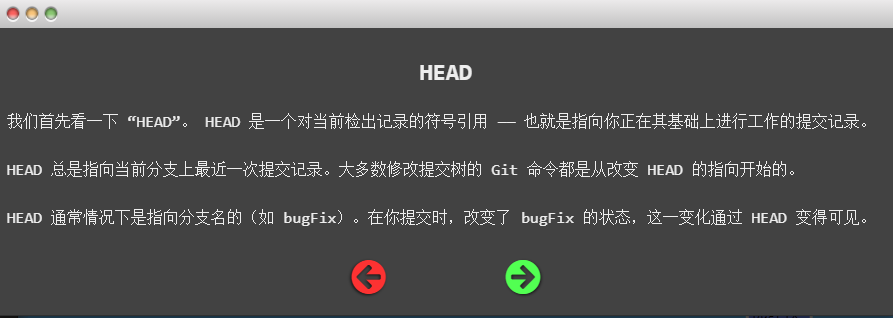 HEAD
我们首先看一下 “HEAD”。 HEAD 是一个对当前检出记录的符号引用 —— 也就是指向你正在其基础上进行工作的提交记录。
HEAD 总是指向当前分支上最近一次提交记录。大多数修改提交树的 Git 命令都是从改变 HEAD 的指向开始的。
HEAD 通常情况下是指向分支名的（如 bugFix）。在你提交时，改变了 bugFix 的状态，这一变化通过 HEAD 变得可见。